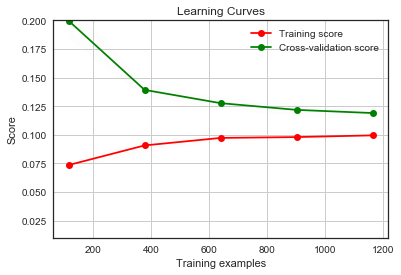 Learning Curves
Training score
Cross-validation score
Score
0.200
0.175
0.150
0.125
0.100
0.075
0.050
0.025
200 400 600 800 1000 1200
Training examples